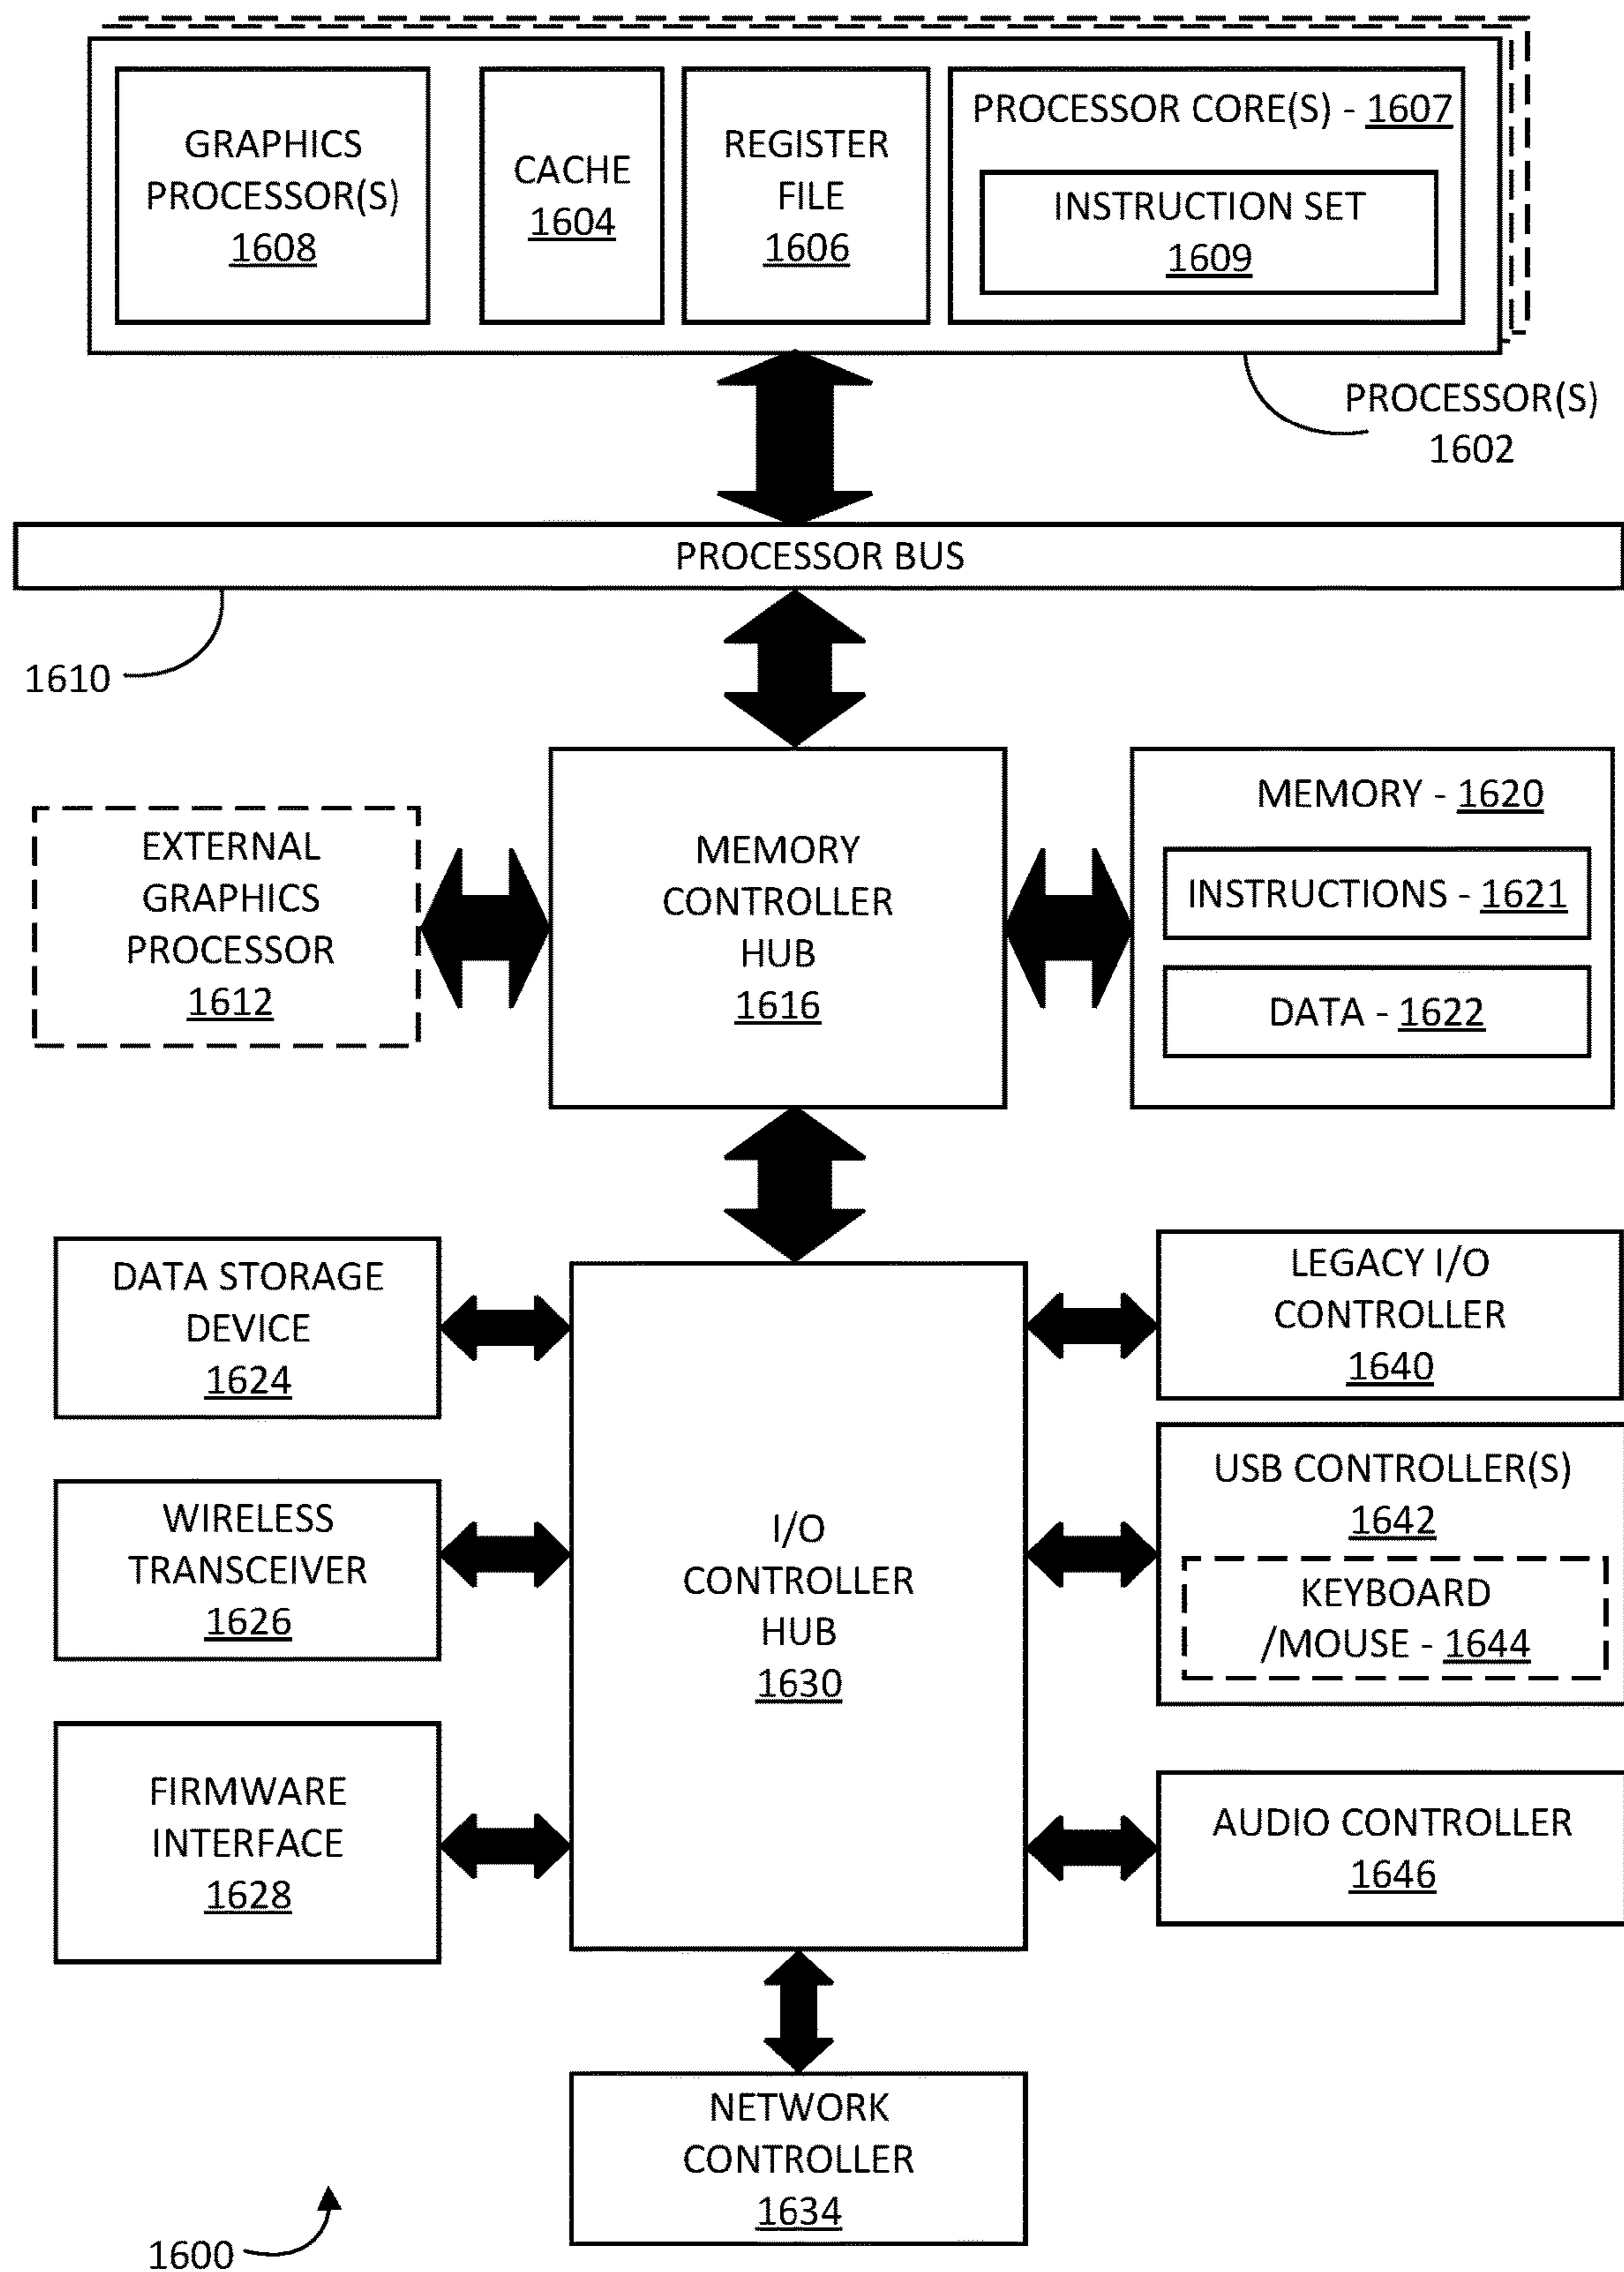 GRAPHICS
PROCESSOR(S)
1608
CACHE
1604
REGISTER
FILE
1606
PROCESSOR CORE(S) - 1607
INSTRUCTION SET
1609
PROCESSOR(S)
1602
PROCESSOR BUS
1610
EXTERNAL
GRAPHICS
PROCESSOR
1612
MEMORY
CONTROLLER
HUB
1616
MEMORY - 1620
INSTRUCTIONS - 1621
DATA - 1622
DATA STORAGE
DEVICE
1624
WIRELESS
TRANSCEIVER
1626
FIRMWARE
INTERFACE
1628
I/O
CONTROLLER
HUB
1630
LEGACY I/O
CONTROLLER
1640
USB CONTROLLER(S)
1642
KEYBOARD
/MOUSE - 1644
AUDIO CONTROLLER
1646
NETWORK
CONTROLLER
1634
1600